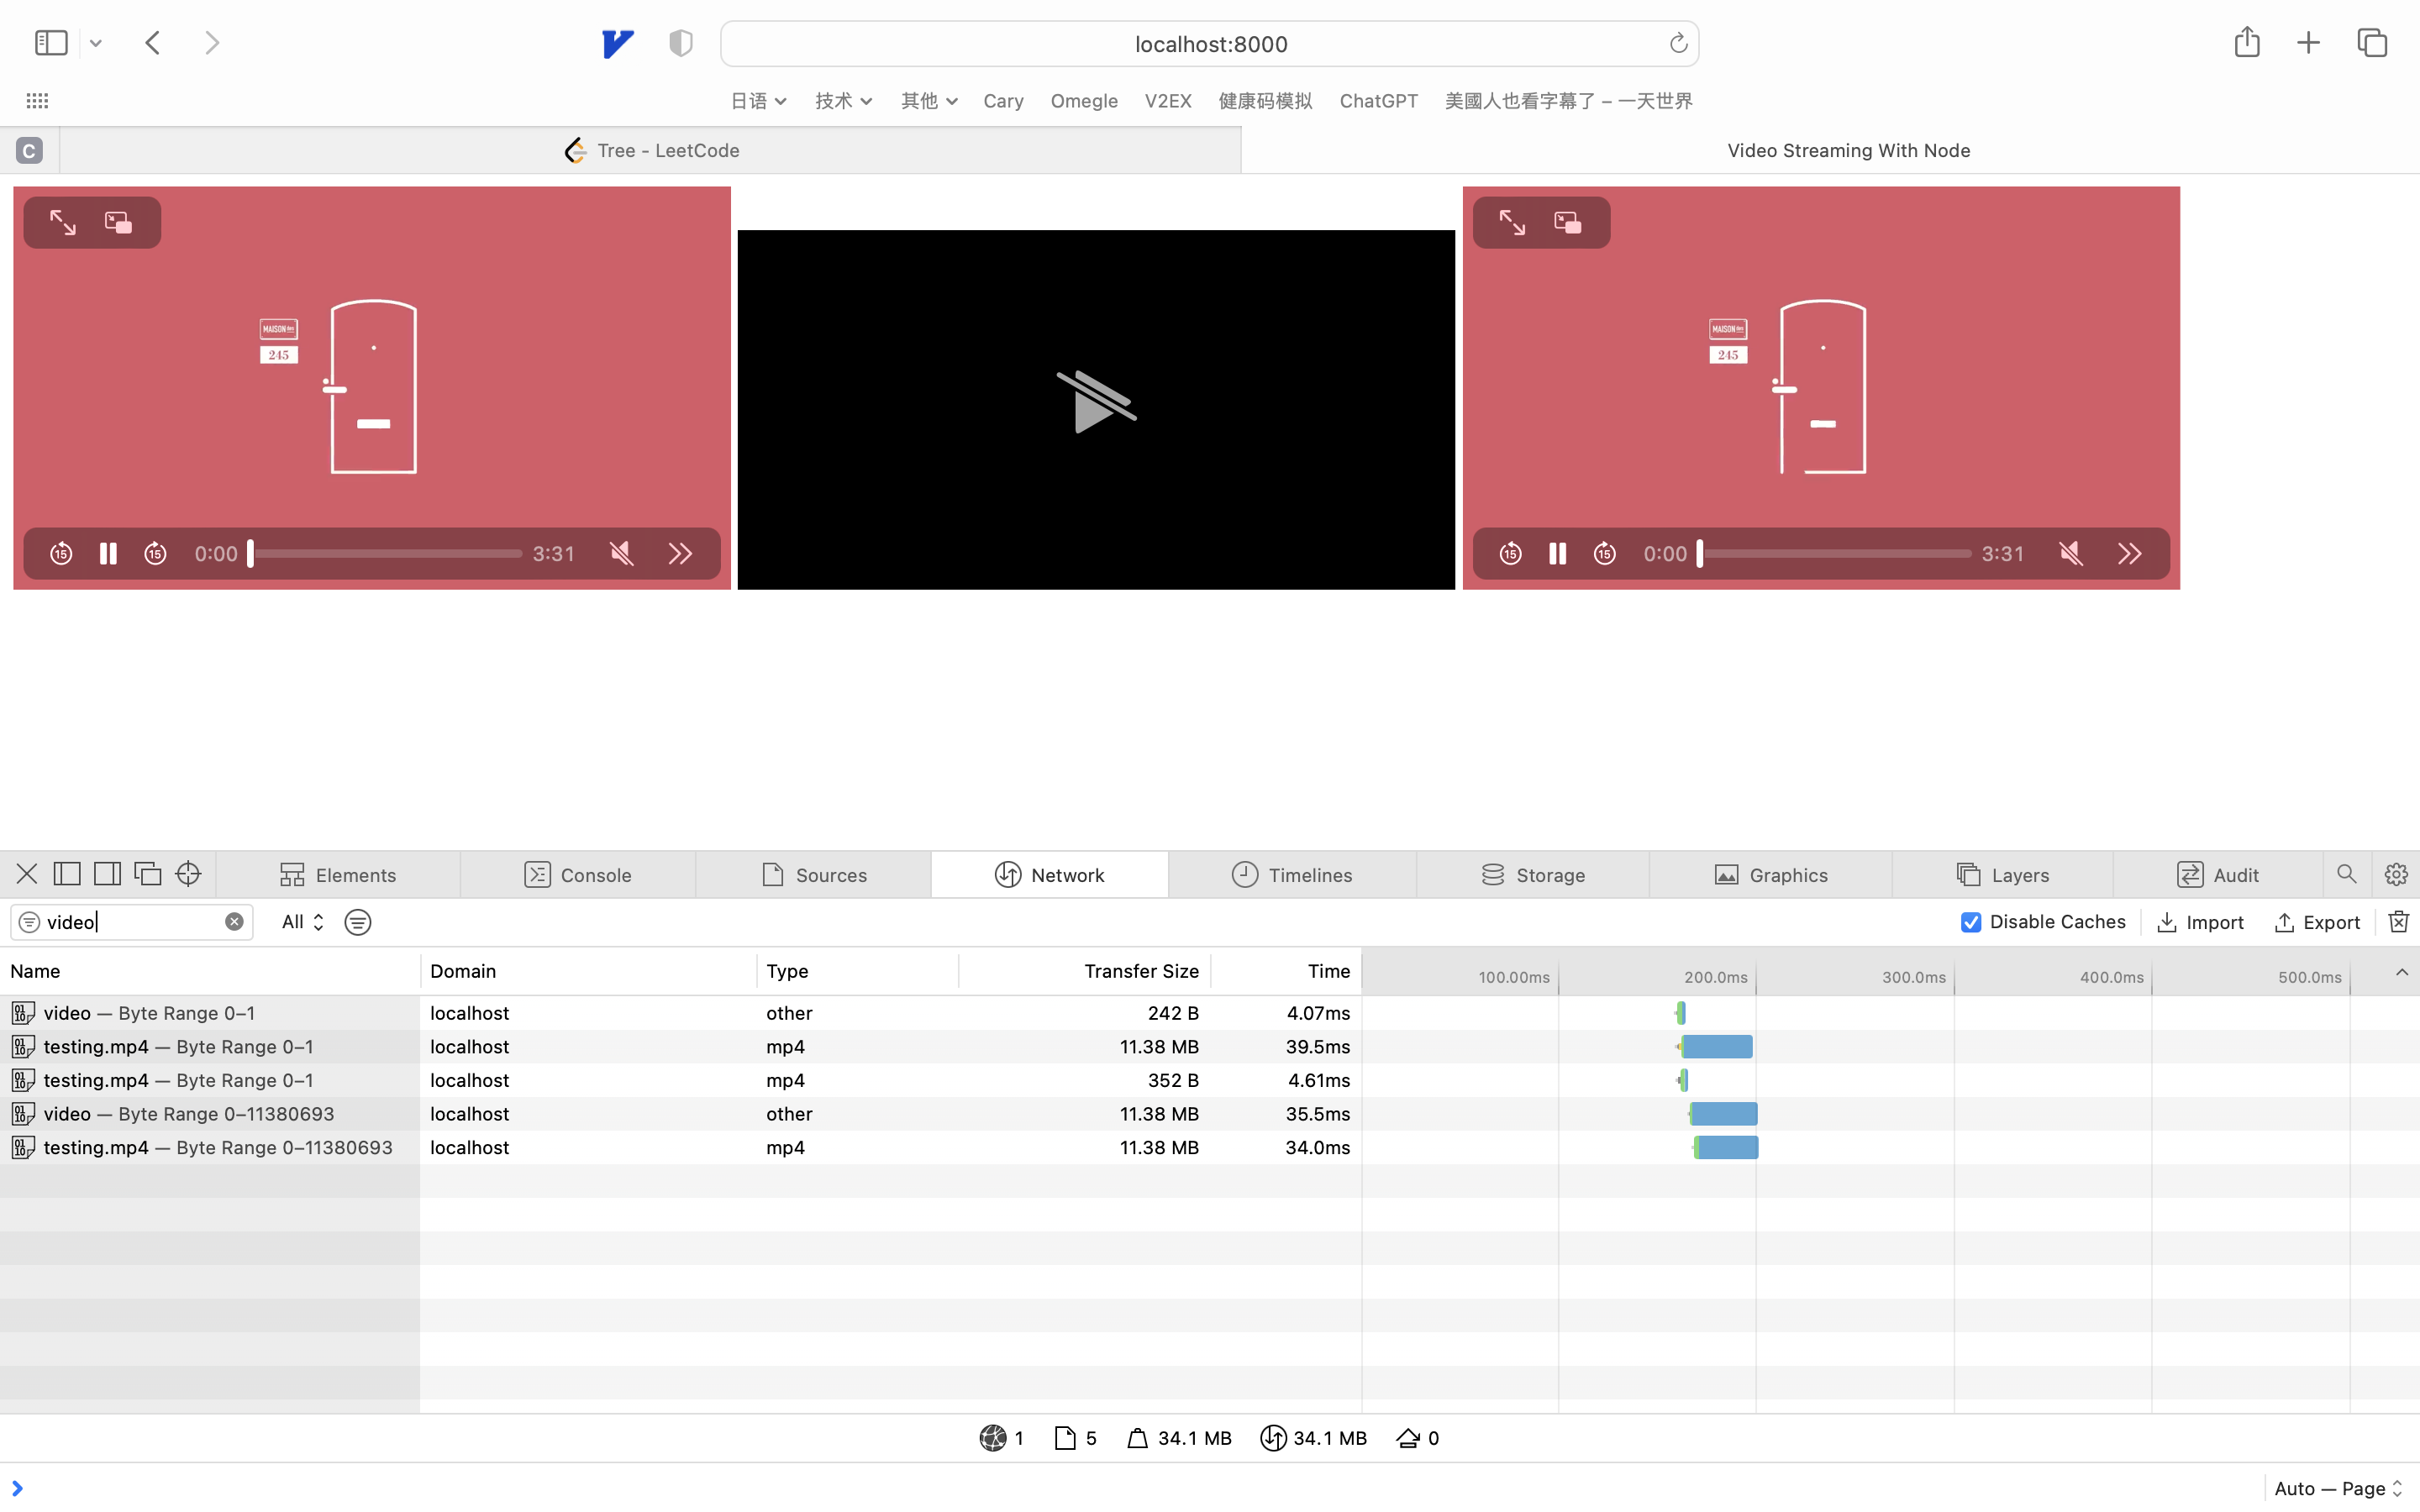 localhost:8000
日语 技术 其他 Cary Omegle V2EX 健康码模拟 ChatGPT 美國人也看字幕了 – 一天世界
C Tree - LeetCode Video Streaming With Node
MAISON des
245
15 15 0:00 3:31
MAISON des
245
15 15 0:00 3:31
Elements Console Sources Network Timelines Storage Graphics Layers Audit
video All Disable Caches Import Export
Name Domain Type Transfer Size Time 100.00ms 200.0ms 300.0ms 400.0ms 500.0ms
video — Byte Range 0–1 localhost other 242 B 4.07ms
testing.mp4 — Byte Range 0–1 localhost mp4 11.38 MB 39.5ms
testing.mp4 — Byte Range 0–1 localhost mp4 352 B 4.61ms
video — Byte Range 0–11380693 localhost other 11.38 MB 35.5ms
testing.mp4 — Byte Range 0–11380693 localhost mp4 11.38 MB 34.0ms
1 5 34.1 MB 34.1 MB 0
Auto — Page